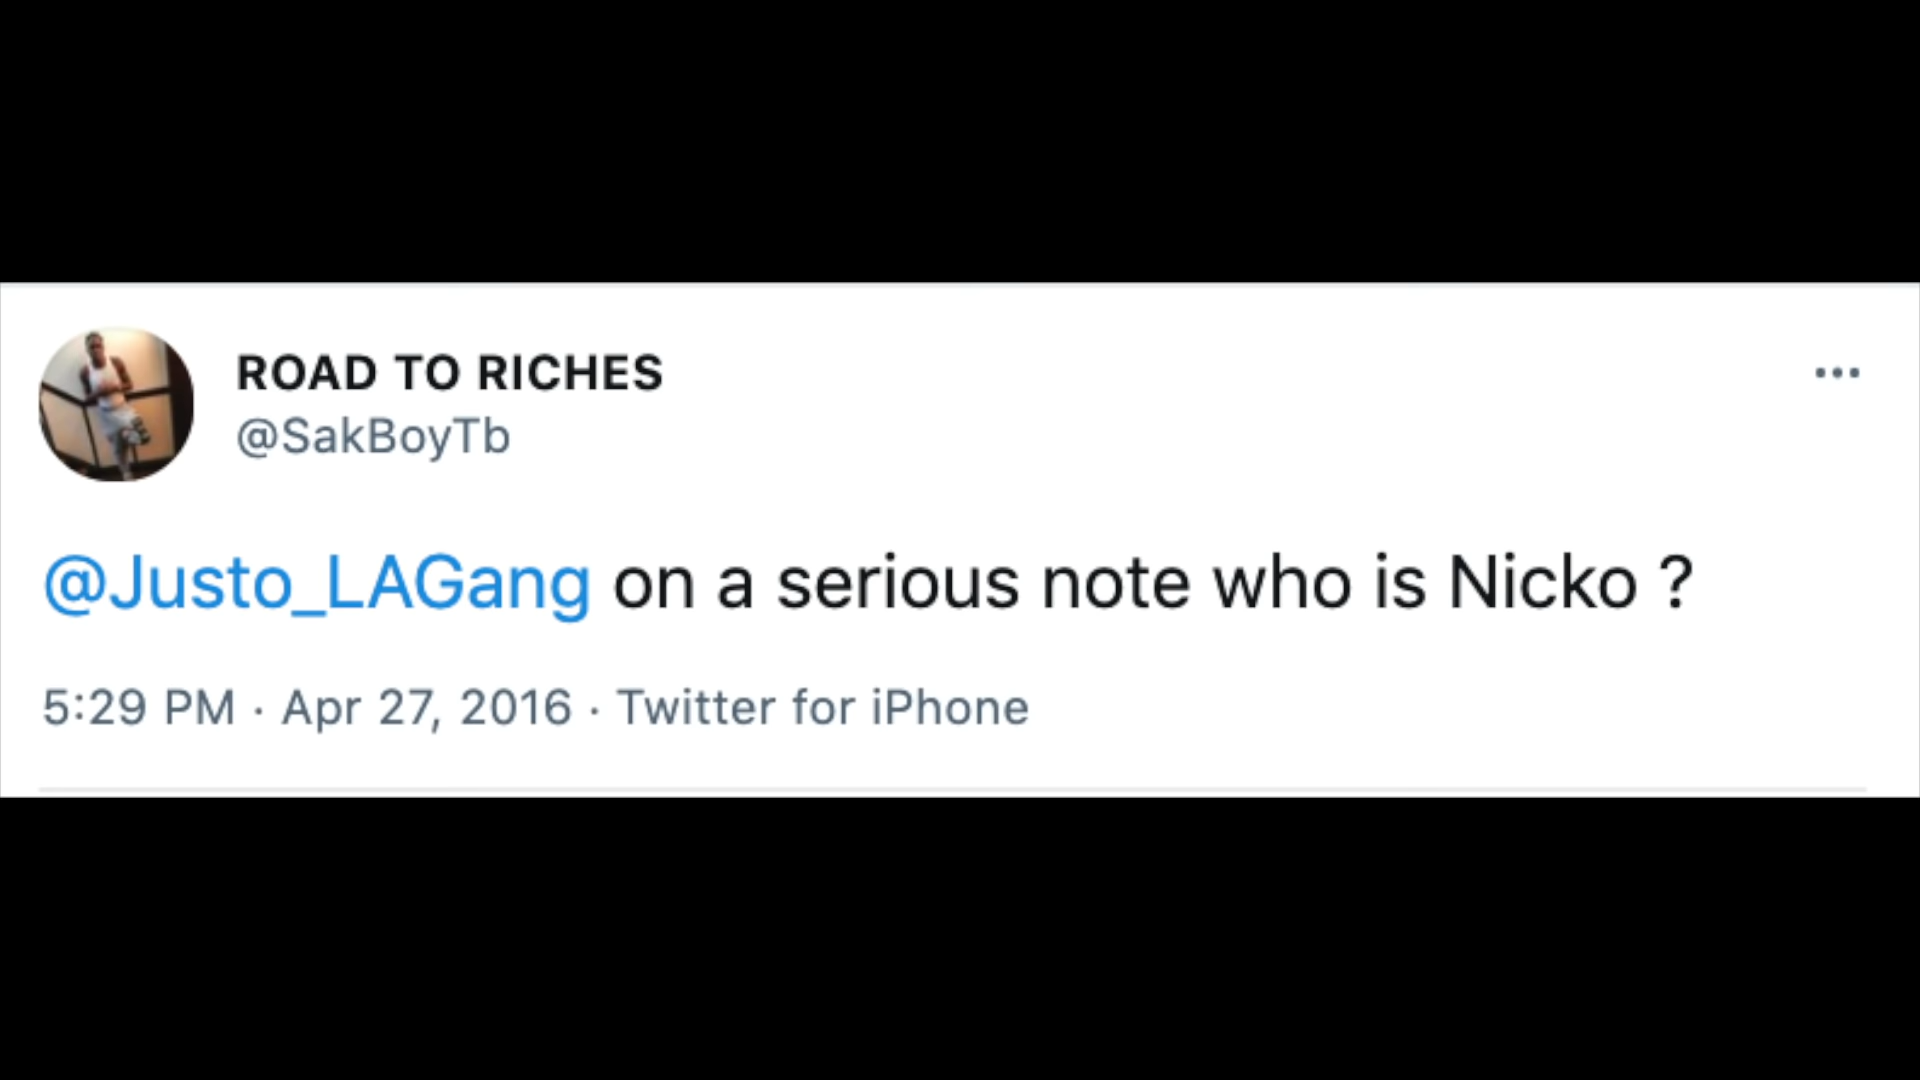 ROAD TO RICHES
@SakBoyTb
@Justo_LAGang on a serious note who is Nicko ?
5:29 PM · Apr 27, 2016 · Twitter for iPhone